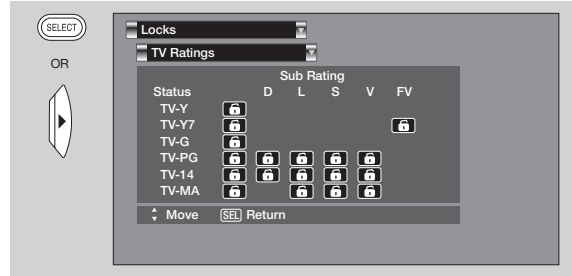 SELECT
OR
Locks
TV Ratings
Sub Rating
Status D L S V FV
TV-Y
TV-Y7
TV-G
TV-PG
TV-14
TV-MA
Move SEL Return